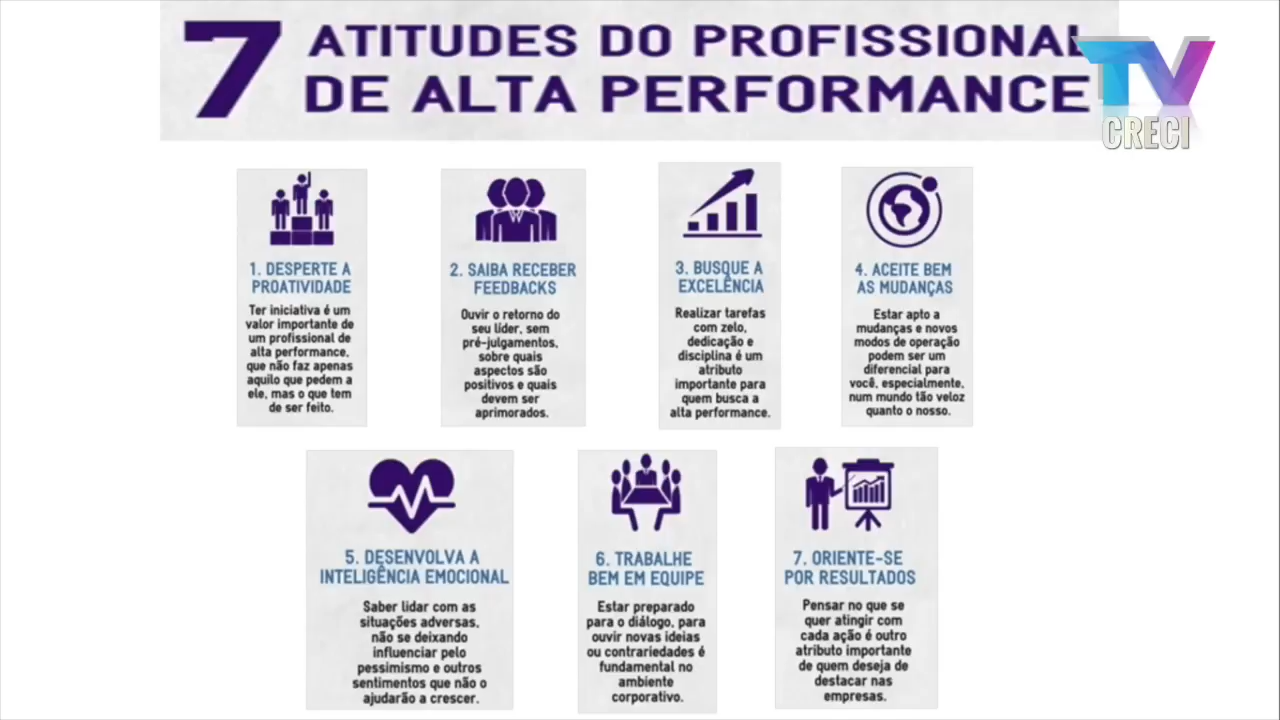 7 ATITUDES DO PROFISSIONAL
DE ALTA PERFORMANCE
TV
CRECI
1. DESPERTE A
PROATIVIDADE
Ter iniciativa é um
valor importante de
um profissional de
alta performance,
que não faz apenas
aquilo que pedem a
ele, mas o que tem
de ser feito.
2. SAIBA RECEBER
FEEDBACKS
Ouvir o retorno do
seu líder, sem
pré-julgamentos,
sobre quais
aspectos são
positivos e quais
devem ser
aprimorados.
3. BUSQUE A
EXCELÊNCIA
Realizar tarefas
com zelo,
dedicação e
disciplina é um
atributo
importante para
quem busca a
alta performance.
4. ACEITE BEM
AS MUDANÇAS
Estar apto a
mudanças e novos
modos de operação
podem ser um
diferencial para
você, especialmente,
num mundo tão veloz
quanto o nosso.
5. DESENVOLVA A
INTELIGÊNCIA EMOCIONAL
Saber lidar com as
situações adversas,
não se deixando
influenciar pelo
pessimismo e outros
sentimentos que não o
ajudarão a crescer.
6. TRABALHE
BEM EM EQUIPE
Estar preparado
para o diálogo, para
ouvir novas ideias
ou contrariedades é
fundamental no
ambiente
corporativo.
7. ORIENTE-SE
POR RESULTADOS
Pensar no que se
quer atingir com
cada ação é outro
atributo importante
de quem deseja de
destacar nas
empresas.